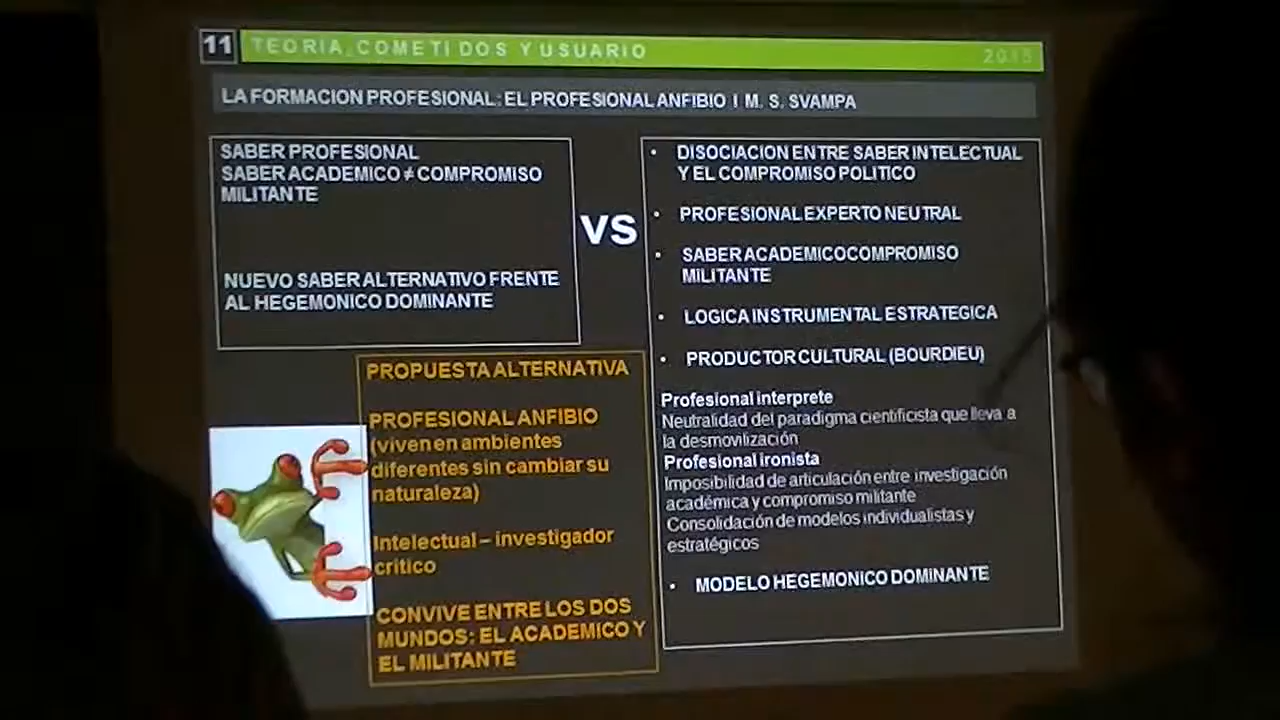 11 TEORIA, COMETIDOS Y USUARIO 2015
LA FORMACION PROFESIONAL: EL PROFESIONAL ANFIBIO I M. S. SVAMPA
SABER PROFESIONAL
SABER ACADEMICO ≠ COMPROMISO
MILITANTE
NUEVO SABER ALTERNATIVO FRENTE
AL HEGEMONICO DOMINANTE
VS
• DISOCIACION ENTRE SABER INTELECTUAL
Y EL COMPROMISO POLITICO
• PROFESIONAL EXPERTO NEUTRAL
• SABER ACADEMICOCOMPROMISO
MILITANTE
• LOGICA INSTRUMENTAL ESTRATEGICA
• PRODUCTOR CULTURAL (BOURDIEU)
Profesional interprete
Neutralidad del paradigma cientificista que lleva a
la desmovilización
Profesional ironista
Imposibilidad de articulación entre investigación
académica y compromiso militante
Consolidación de modelos individualistas y
estratégicos
• MODELO HEGEMONICO DOMINANTE
PROPUESTA ALTERNATIVA
PROFESIONAL ANFIBIO
(viven en ambientes
diferentes sin cambiar su
naturaleza)
Intelectual – investigador
critico
CONVIVE ENTRE LOS DOS
MUNDOS: EL ACADEMICO Y
EL MILITANTE